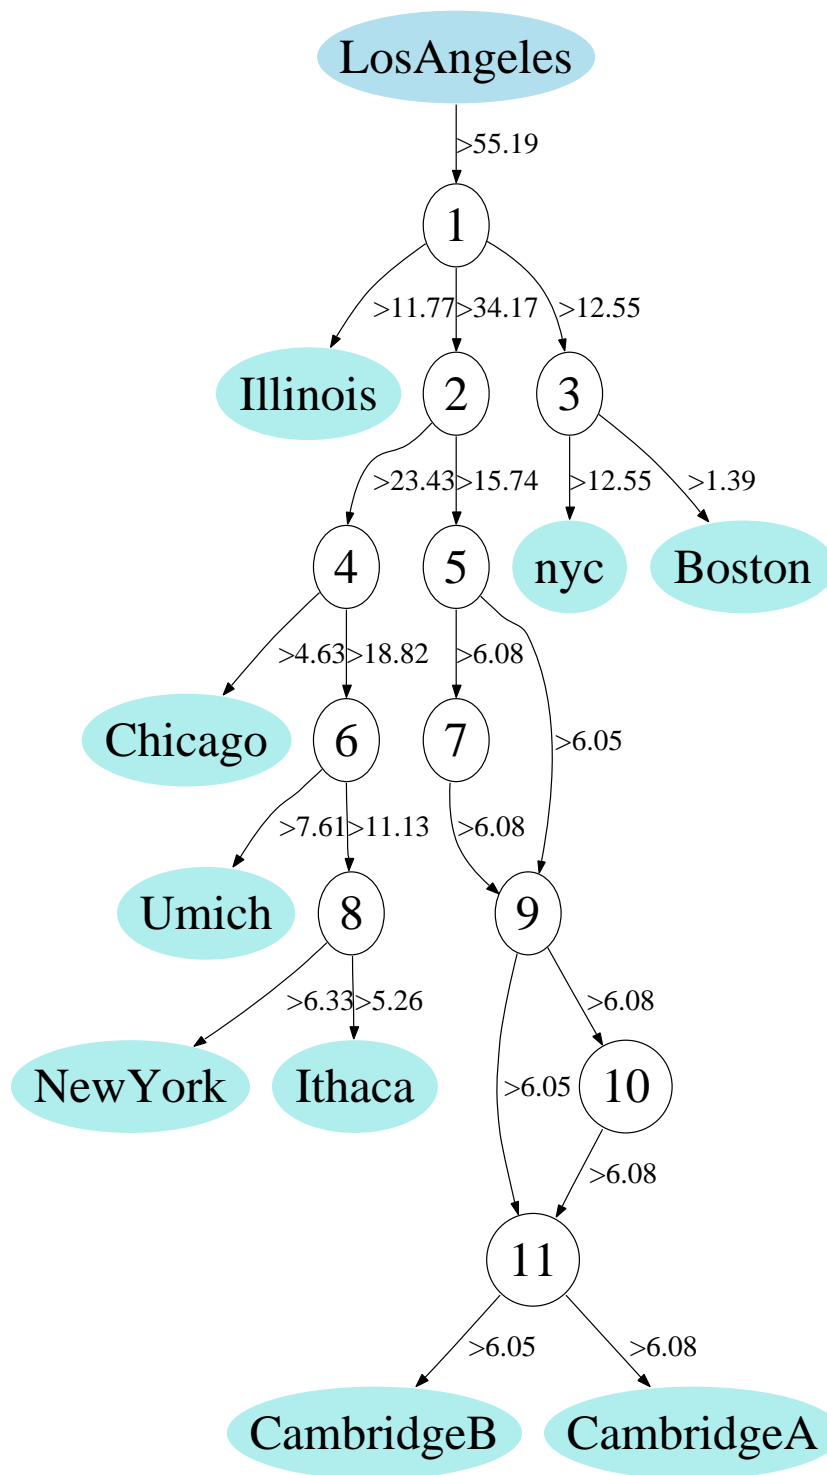 LosAngeles
>55.19
1
>11.77 >34.17 >12.55
Illinois 2 3
>23.43 >15.74 >12.55 >1.39
4 5 nyc Boston
>4.63 >18.82 >6.08
Chicago 6 7 >6.05
>7.61 >11.13 >6.08
Umich 8 9
>6.33 >5.26 >6.08
NewYork Ithaca >6.05 10
>6.08
11
>6.05 >6.08
CambridgeB CambridgeA